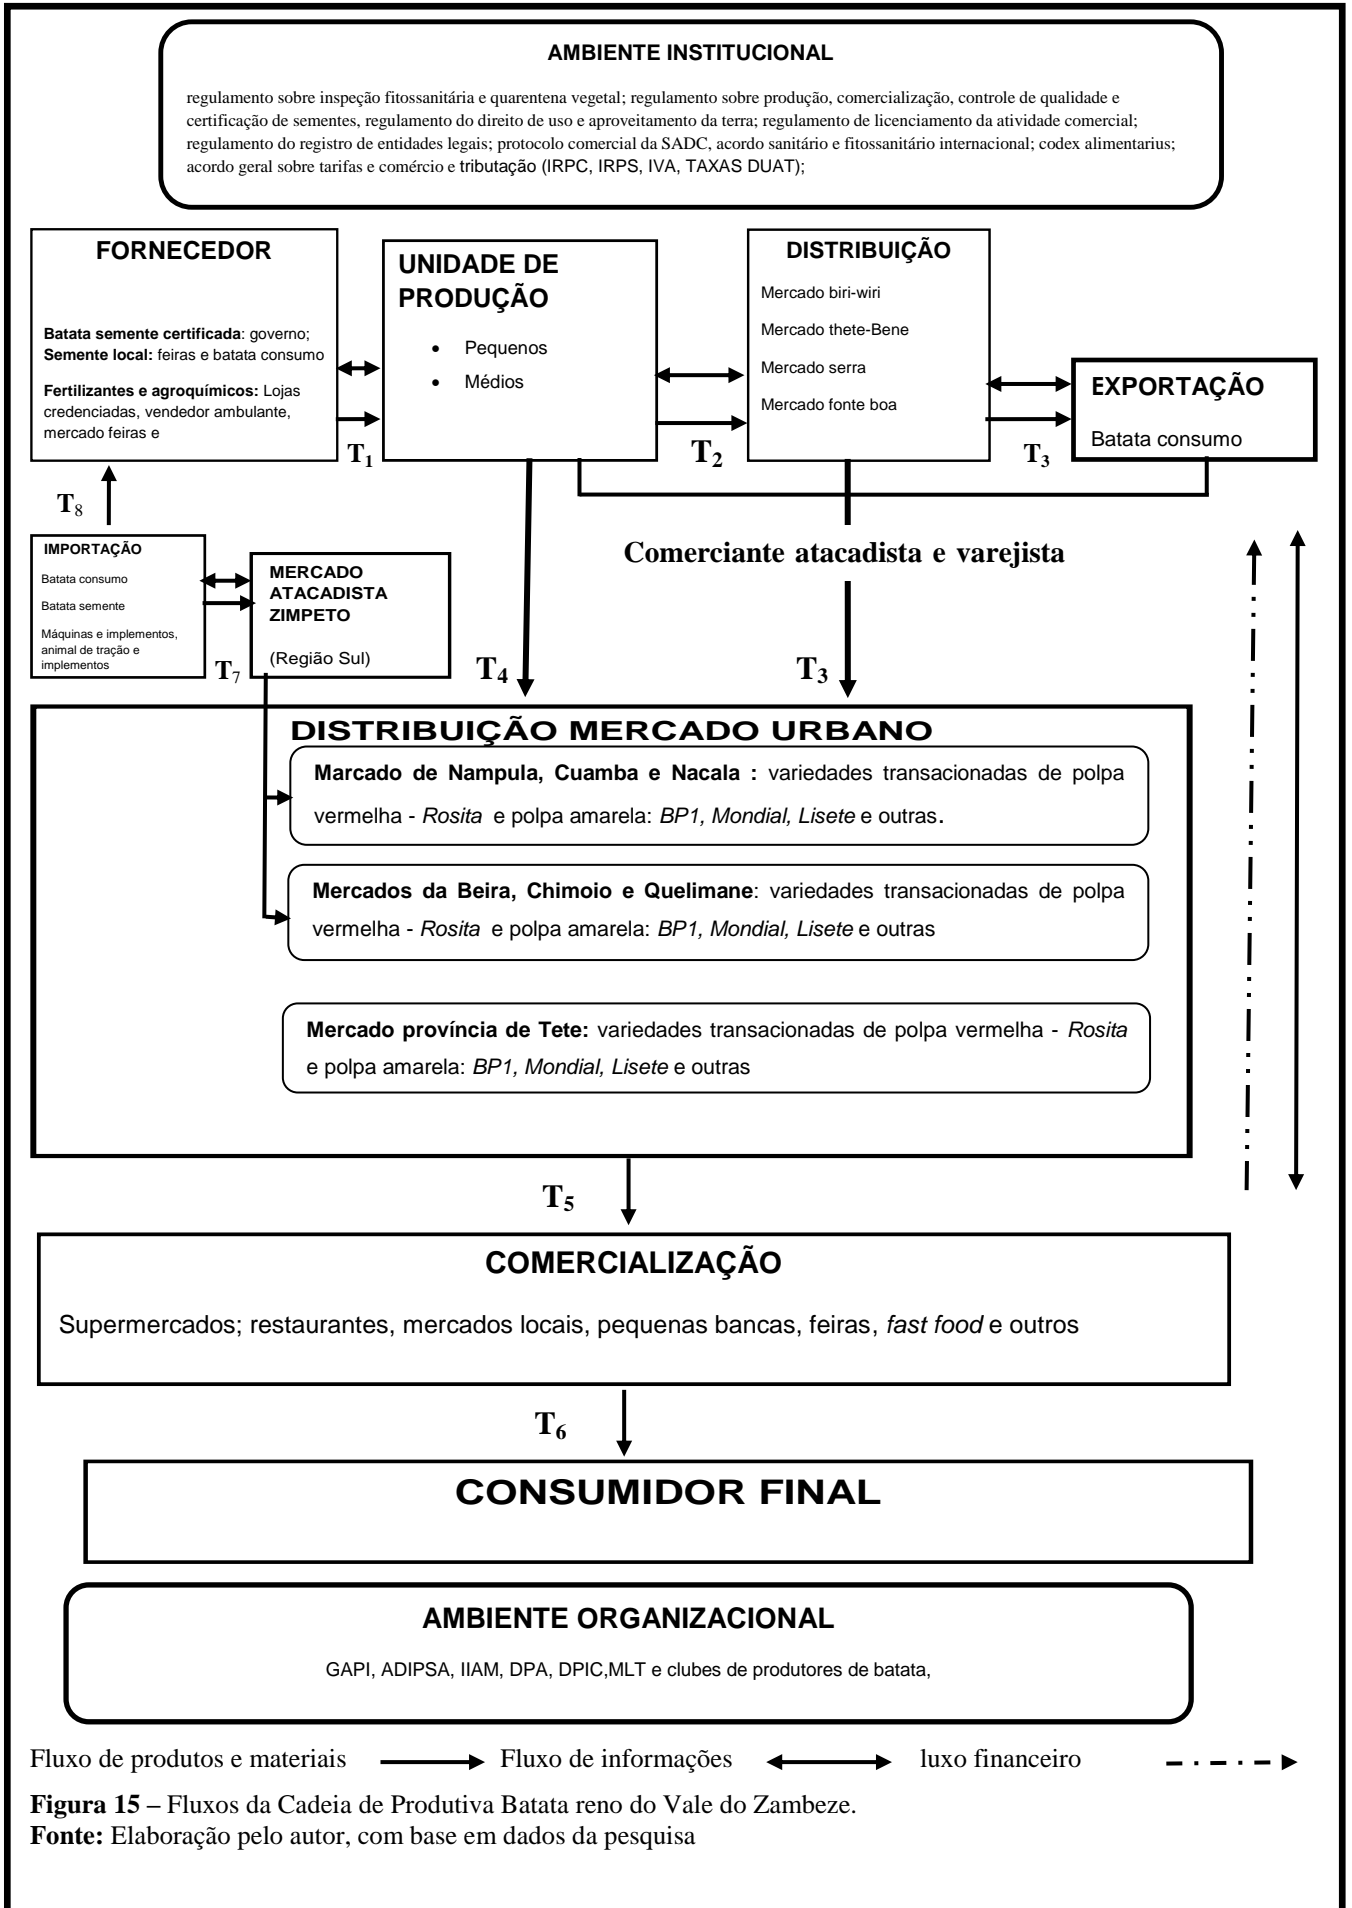 AMBIENTE INSTITUCIONAL
regulamento sobre inspeção fitossanitária e quarentena vegetal; regulamento sobre produção, comercialização, controle de qualidade e
certificação de sementes, regulamento do direito de uso e aproveitamento da terra; regulamento de licenciamento da atividade comercial;
regulamento do registro de entidades legais; protocolo comercial da SADC, acordo sanitário e fitossanitário internacional; codex alimentarius;
acordo geral sobre tarifas e comércio e tributação (IRPC, IRPS, IVA, TAXAS DUAT);
FORNECEDOR
Batata semente certificada: governo;
Semente local: feiras e batata consumo
Fertilizantes e agroquímicos: Lojas
credenciadas, vendedor ambulante,
mercado feiras e
T1
UNIDADE DE
PRODUÇÃO
• Pequenos
• Médios
T2
DISTRIBUIÇÃO
Mercado biri-wiri
Mercado thete-Bene
Mercado serra
Mercado fonte boa
T3
EXPORTAÇÃO
Batata consumo
T8
IMPORTAÇÃO
Batata consumo
Batata semente
Máquinas e implementos,
animal de tração e
implementos
T7
MERCADO
ATACADISTA
ZIMPETO
(Região Sul)
Comerciante atacadista e varejista
T4
T3
DISTRIBUIÇÃO MERCADO URBANO
Marcado de Nampula, Cuamba e Nacala : variedades transacionadas de polpa
vermelha - Rosita e polpa amarela: BP1, Mondial, Lisete e outras.
Mercados da Beira, Chimoio e Quelimane: variedades transacionadas de polpa
vermelha - Rosita e polpa amarela: BP1, Mondial, Lisete e outras
Mercado província de Tete: variedades transacionadas de polpa vermelha - Rosita
e polpa amarela: BP1, Mondial, Lisete e outras
T5
COMERCIALIZAÇÃO
Supermercados; restaurantes, mercados locais, pequenas bancas, feiras, fast food e outros
T6
CONSUMIDOR FINAL
AMBIENTE ORGANIZACIONAL
GAPI, ADIPSA, IIAM, DPA, DPIC,MLT e clubes de produtores de batata,
Fluxo de produtos e materiais Fluxo de informações luxo financeiro
Figura 15 – Fluxos da Cadeia de Produtiva Batata reno do Vale do Zambeze.
Fonte: Elaboração pelo autor, com base em dados da pesquisa